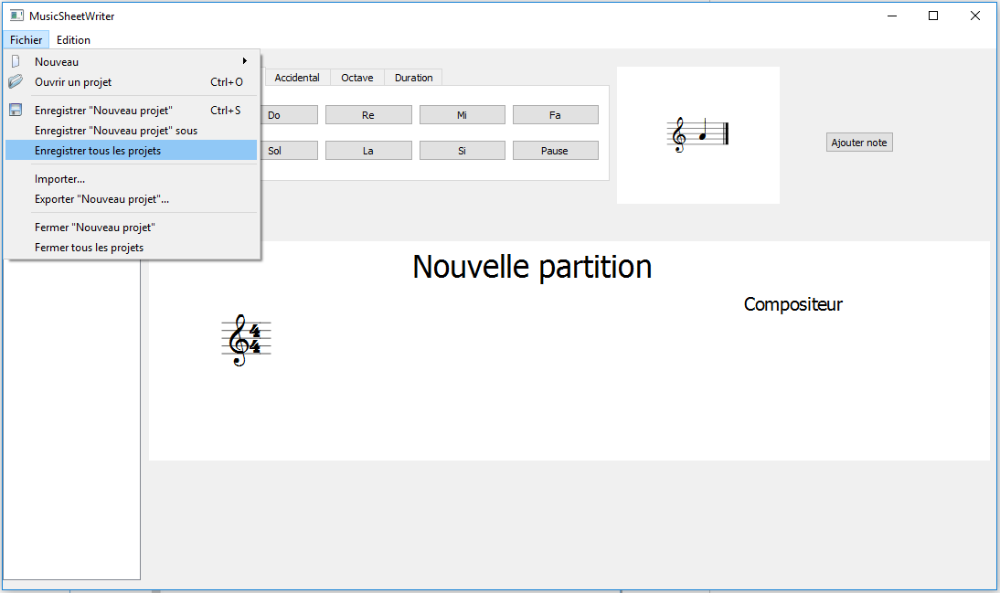 MusicSheetWriter
Fichier Edition
Nouveau
Ouvrir un projet Ctrl+O
Enregistrer "Nouveau projet" Ctrl+S
Enregistrer "Nouveau projet" sous
Enregistrer tous les projets
Importer...
Exporter "Nouveau projet"...
Fermer "Nouveau projet"
Fermer tous les projets
Accidental Octave Duration
Do Re Mi Fa
Sol La Si Pause
Ajouter note
Nouvelle partition
Compositeur
4
4